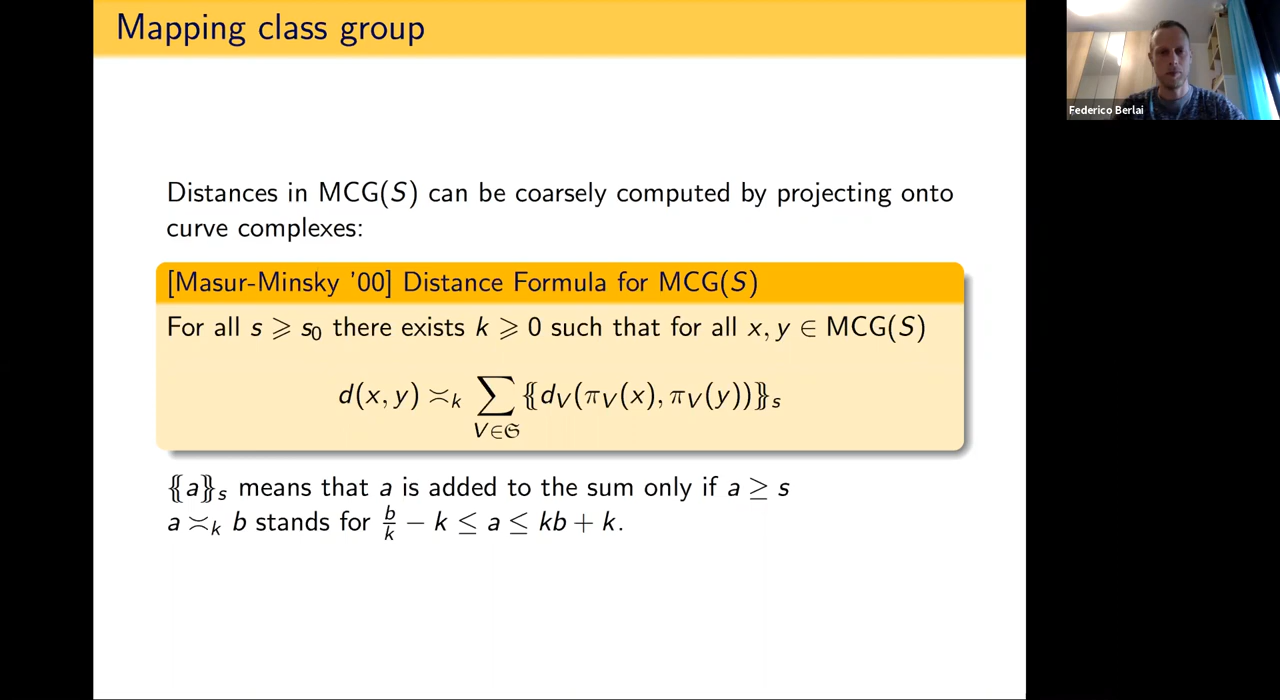 Mapping class group
Federico Berlai
Distances in MCG(S) can be coarsely computed by projecting onto
curve complexes:
[Masur-Minsky '00] Distance Formula for MCG(S)
For all s ⩾ s₀ there exists k ⩾ 0 such that for all x, y ∈ MCG(S)
d(x, y) ≍ₖ ∑_{V∈𝔖} {{d_V(π_V(x), π_V(y))}}ₛ
{{a}}ₛ means that a is added to the sum only if a ≥ s
a ≍ₖ b stands for b/k − k ≤ a ≤ kb + k.